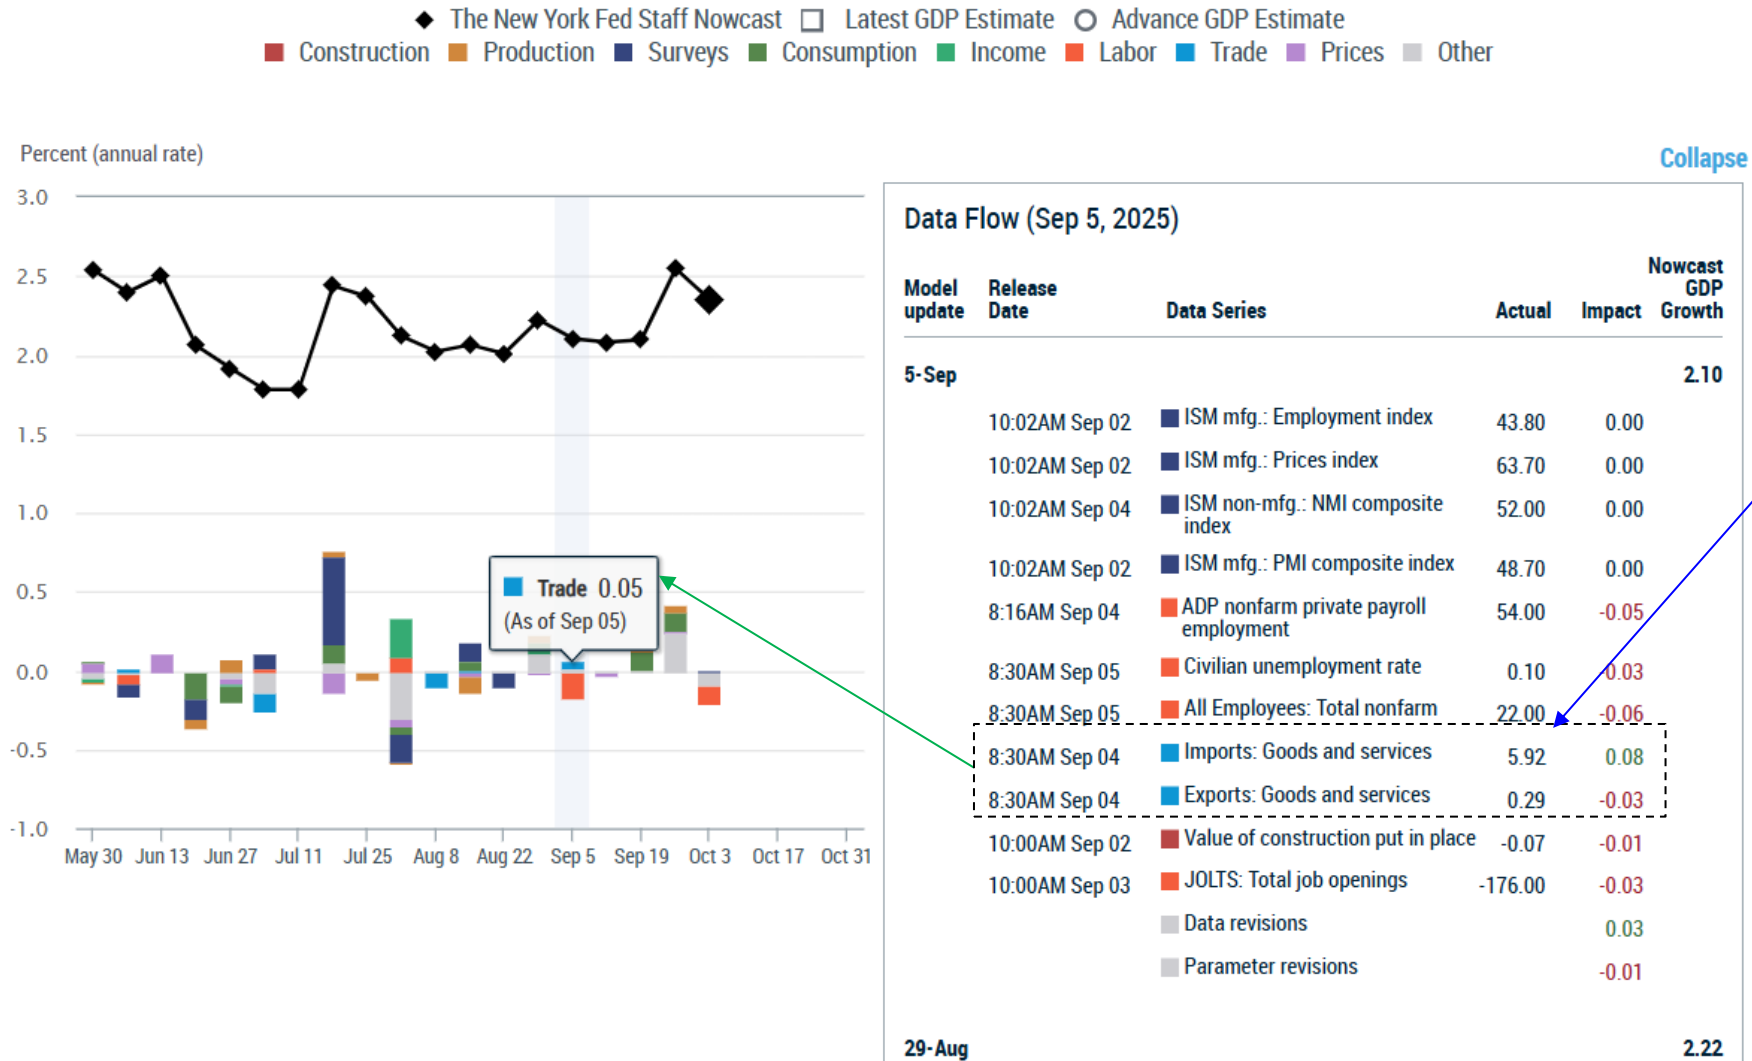 The New York Fed Staff Nowcast Latest GDP Estimate Advance GDP Estimate
Construction Production Surveys Consumption Income Labor Trade Prices Other
Percent (annual rate)
Collapse
3.0
2.5
2.0
1.5
1.0
0.5
0.0
-0.5
-1.0
Trade 0.05
(As of Sep 05)
May 30 Jun 13 Jun 27 Jul 11 Jul 25 Aug 8 Aug 22 Sep 5 Sep 19 Oct 3 Oct 17 Oct 31
Data Flow (Sep 5, 2025)
Model update Release Date Data Series Actual Impact Nowcast GDP Growth
5-Sep 2.10
10:02AM Sep 02 ISM mfg.: Employment index 43.80 0.00
10:02AM Sep 02 ISM mfg.: Prices index 63.70 0.00
10:02AM Sep 04 ISM non-mfg.: NMI composite index 52.00 0.00
10:02AM Sep 02 ISM mfg.: PMI composite index 48.70 0.00
8:16AM Sep 04 ADP nonfarm private payroll employment 54.00 -0.05
8:30AM Sep 05 Civilian unemployment rate 0.10 -0.03
8:30AM Sep 05 All Employees: Total nonfarm 22.00 -0.06
8:30AM Sep 04 Imports: Goods and services 5.92 0.08
8:30AM Sep 04 Exports: Goods and services 0.29 -0.03
10:00AM Sep 02 Value of construction put in place -0.07 -0.01
10:00AM Sep 03 JOLTS: Total job openings -176.00 -0.03
Data revisions 0.03
Parameter revisions -0.01
29-Aug 2.22